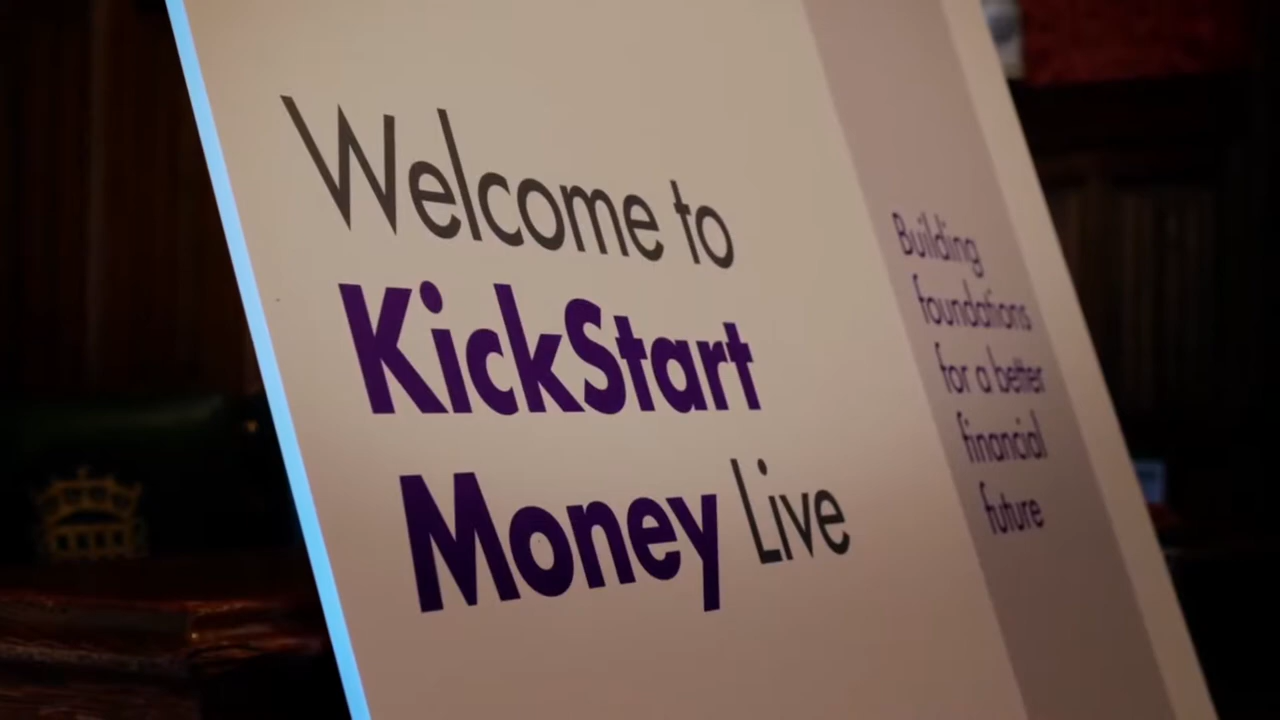 Welcome to
KickStart
Money Live
Building
foundations
for a better
financial
future